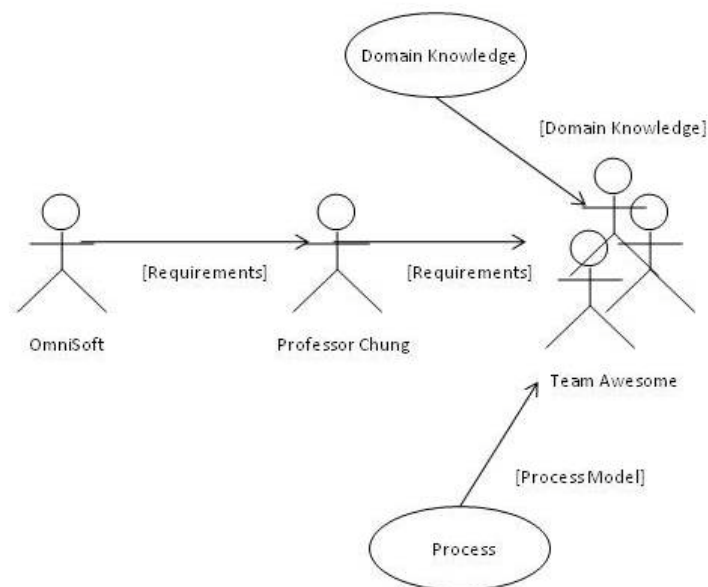 Domain Knowledge
[Domain Knowledge]
[Requirements]
[Requirements]
OmniSoft
Professor Chung
Team Awesome
[Process Model]
Process